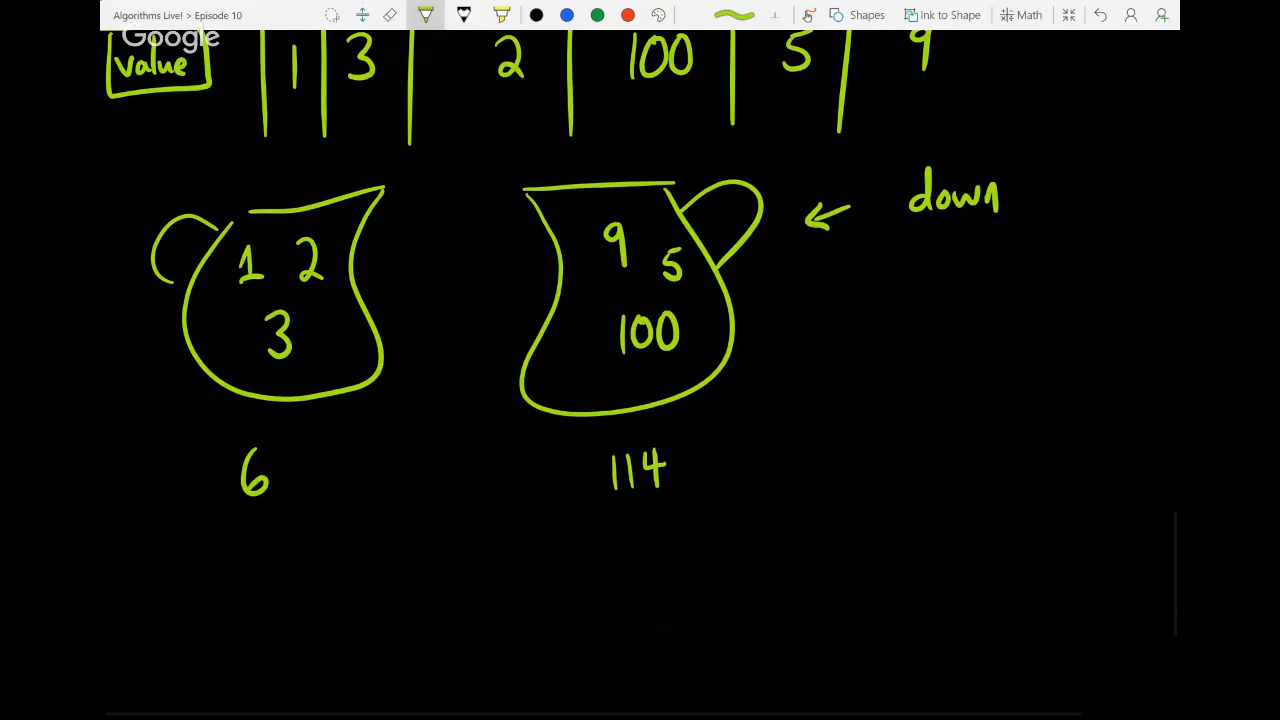 Algorithms Live! > Episode 10 Shapes Ink to Shape Math
Google
value 1 3 2 100 5 9
down
1 2 9 5
3 100
6 114